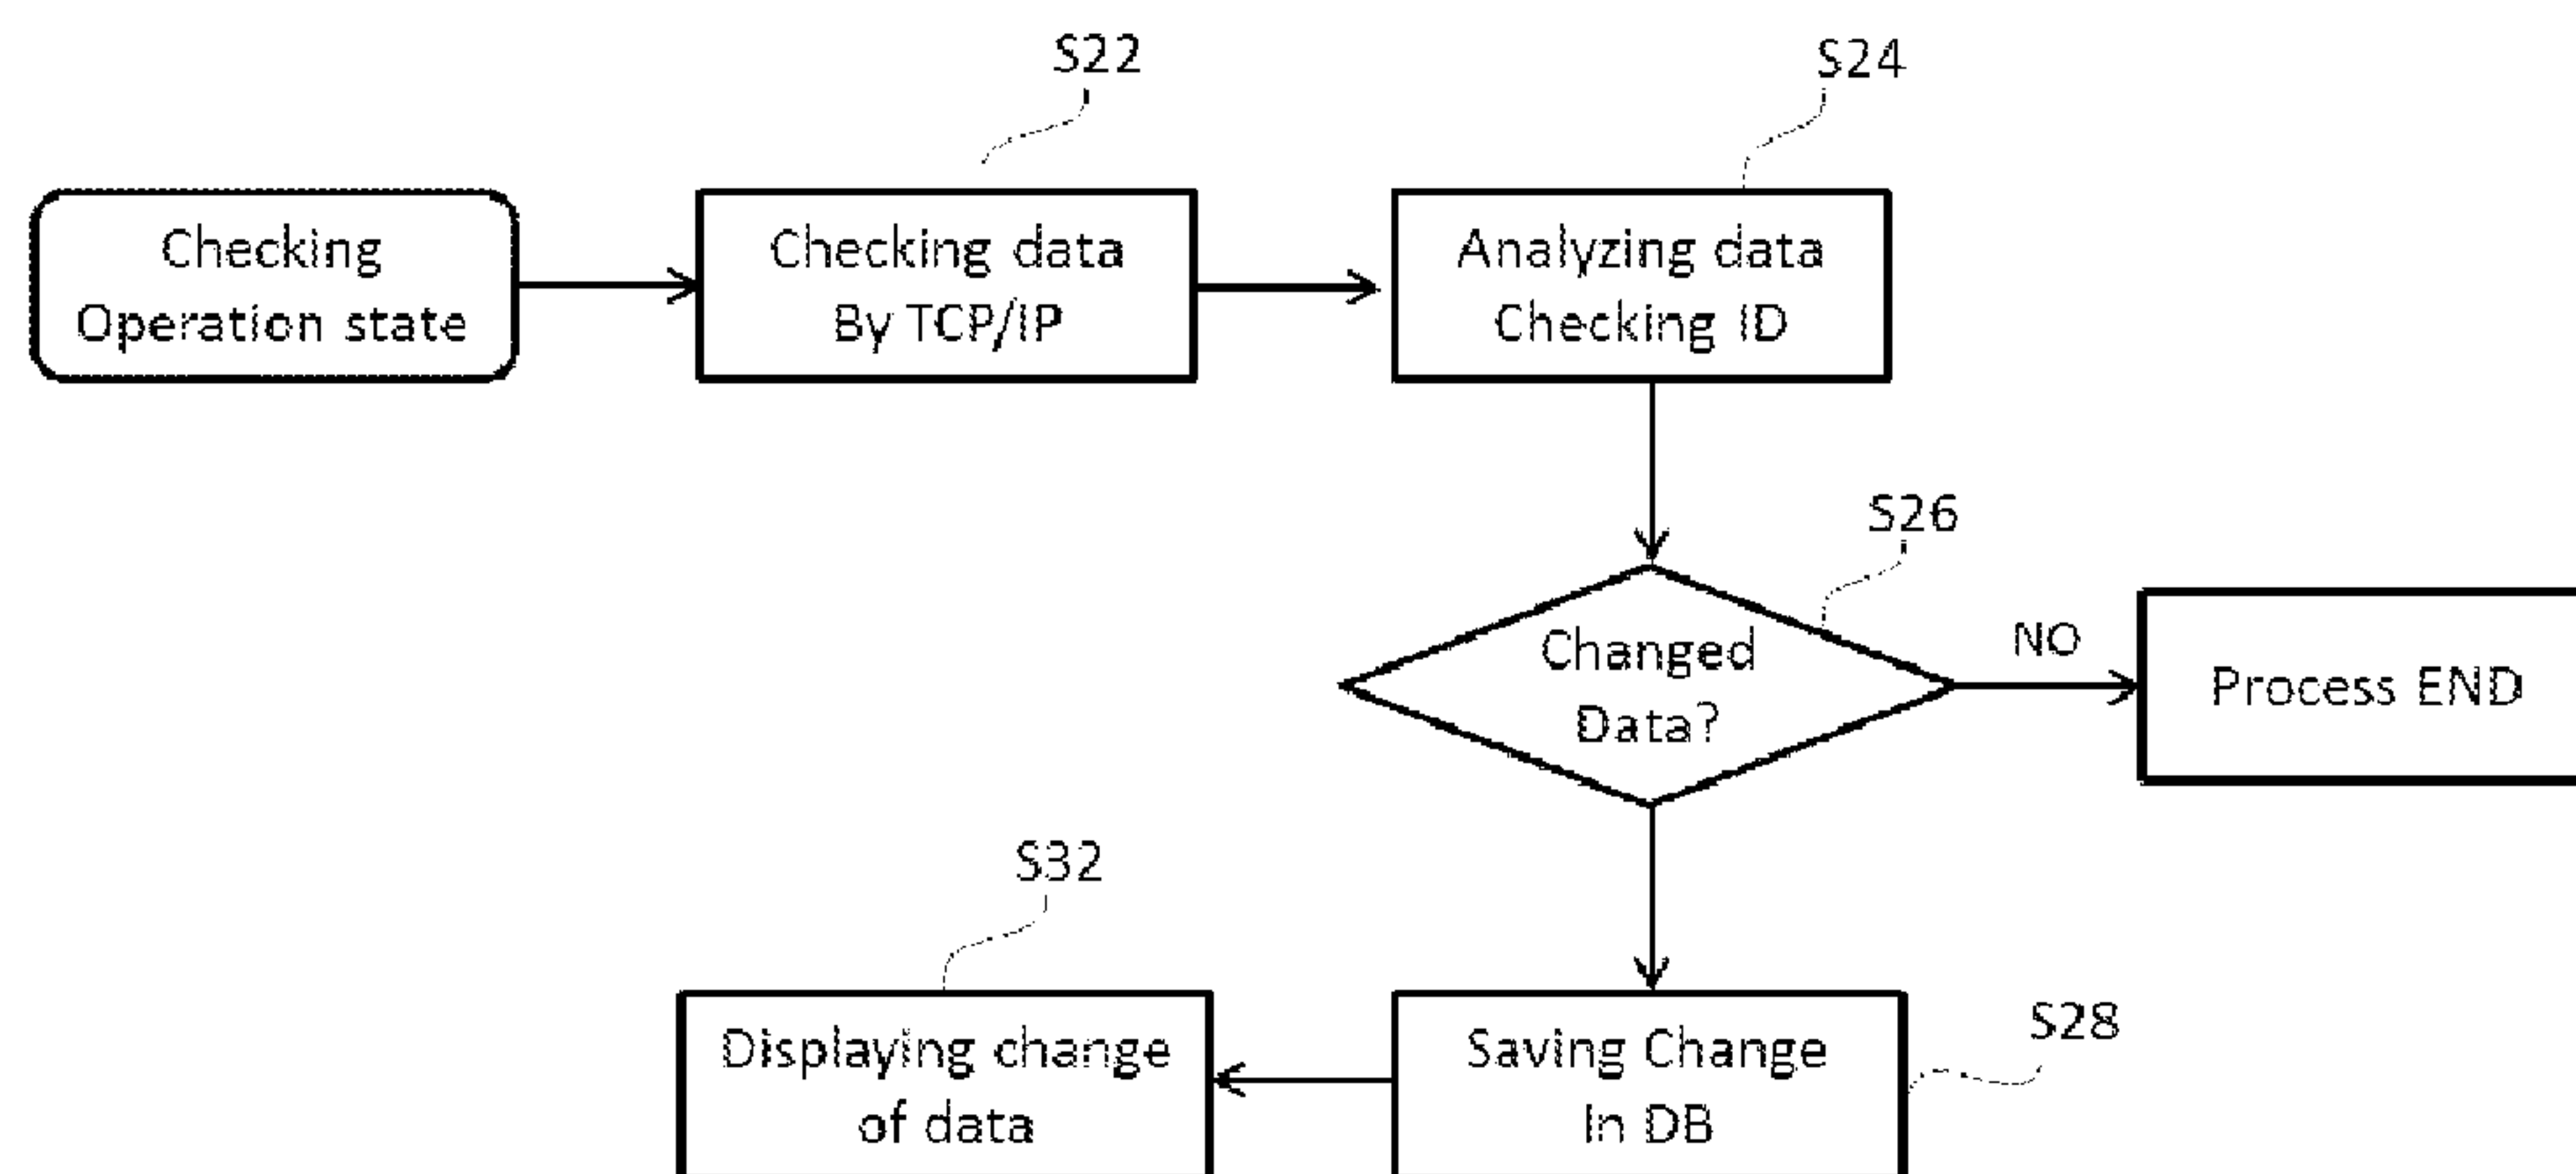 S22
S24
Checking
Operation state
Checking data
By TCP/IP
Analyzing data
Checking ID
S26
Changed
Data?
NO
Process END
S32
Displaying change
of data
Saving Change
In DB
S28